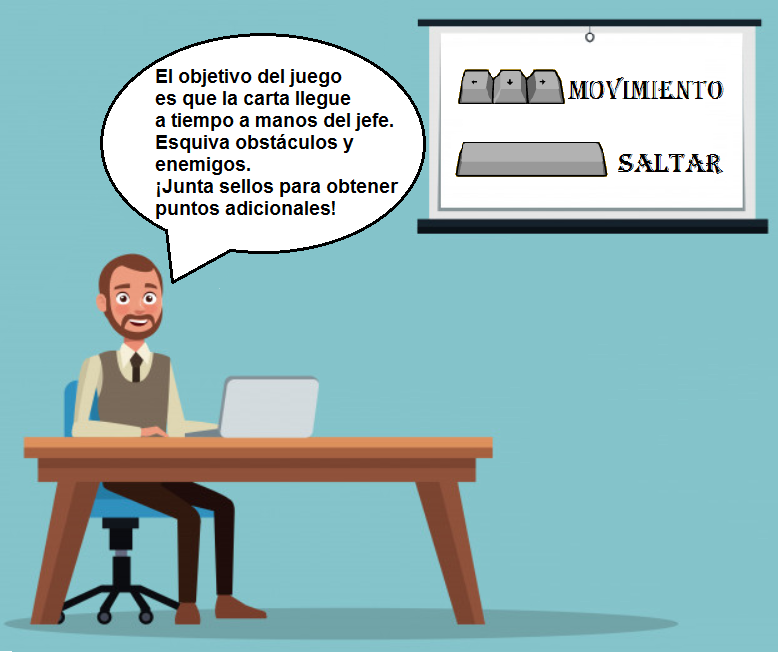 El objetivo del juego
es que la carta llegue
a tiempo a manos del jefe.
Esquiva obstáculos y
enemigos.
¡Junta sellos para obtener
puntos adicionales!
← ↓ → MOVIMIENTO
SALTAR